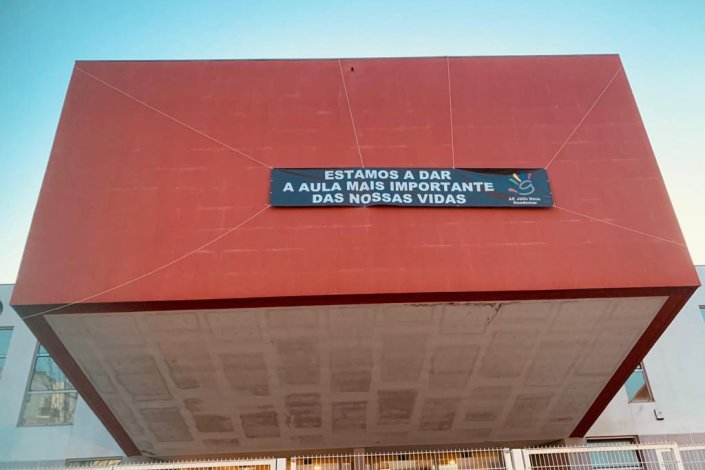 ESTAMOS A DAR
A AULA MAIS IMPORTANTE
DAS NOSSAS VIDAS
AE Júlio Dinis
Gondomar